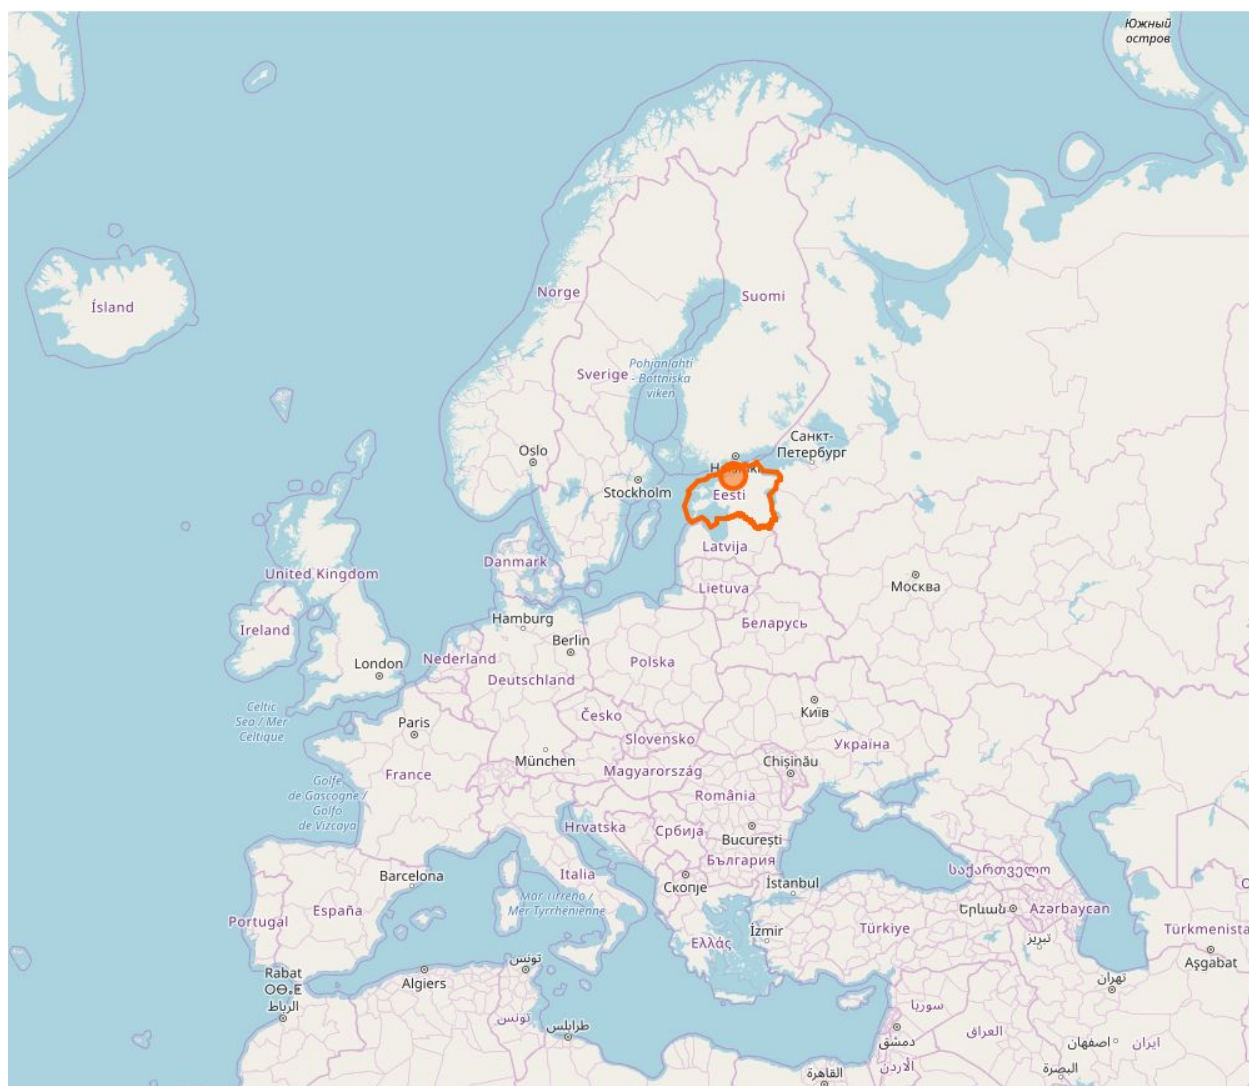 Южный
остров
Ísland
Norge
Suomi
Pohjanlahti
- Bottniska
viken
Sverige
Санкт-
Петербург
Oslo
Helsinki
Stockholm
Eesti
Latvija
Danmark
United Kingdom
Москва
Lietuva
Hamburg
Беларусь
Ireland
Berlin
London
Nederland
Polska
Deutschland
Celtic
Sea / Mer
Celtique
Київ
Paris
Česko
Slovensko
Україна
München
Chișinău
France
Magyarország
Golfe
de Gascogne /
Golfo
de Vizcaya
România
Hrvatska
Србија
București
България
საქართველო
Barcelona
Italia
Скопје
İstanbul
Mar Tirreno /
Mer Tyrrhénienne
Portugal
España
Երևան
Azərbaycan
İzmir
Türkiye
Türkmenista
Ελλάς
تبریز
تونس
Aşgabat
Rabat
ⵔⴱⴰⵟ
الرباط
Algiers
تهران
تونس
طرابلس
سوريا
العراق
دمشق
اصفهان
ایران
الأردن
القاهرة
البصرة